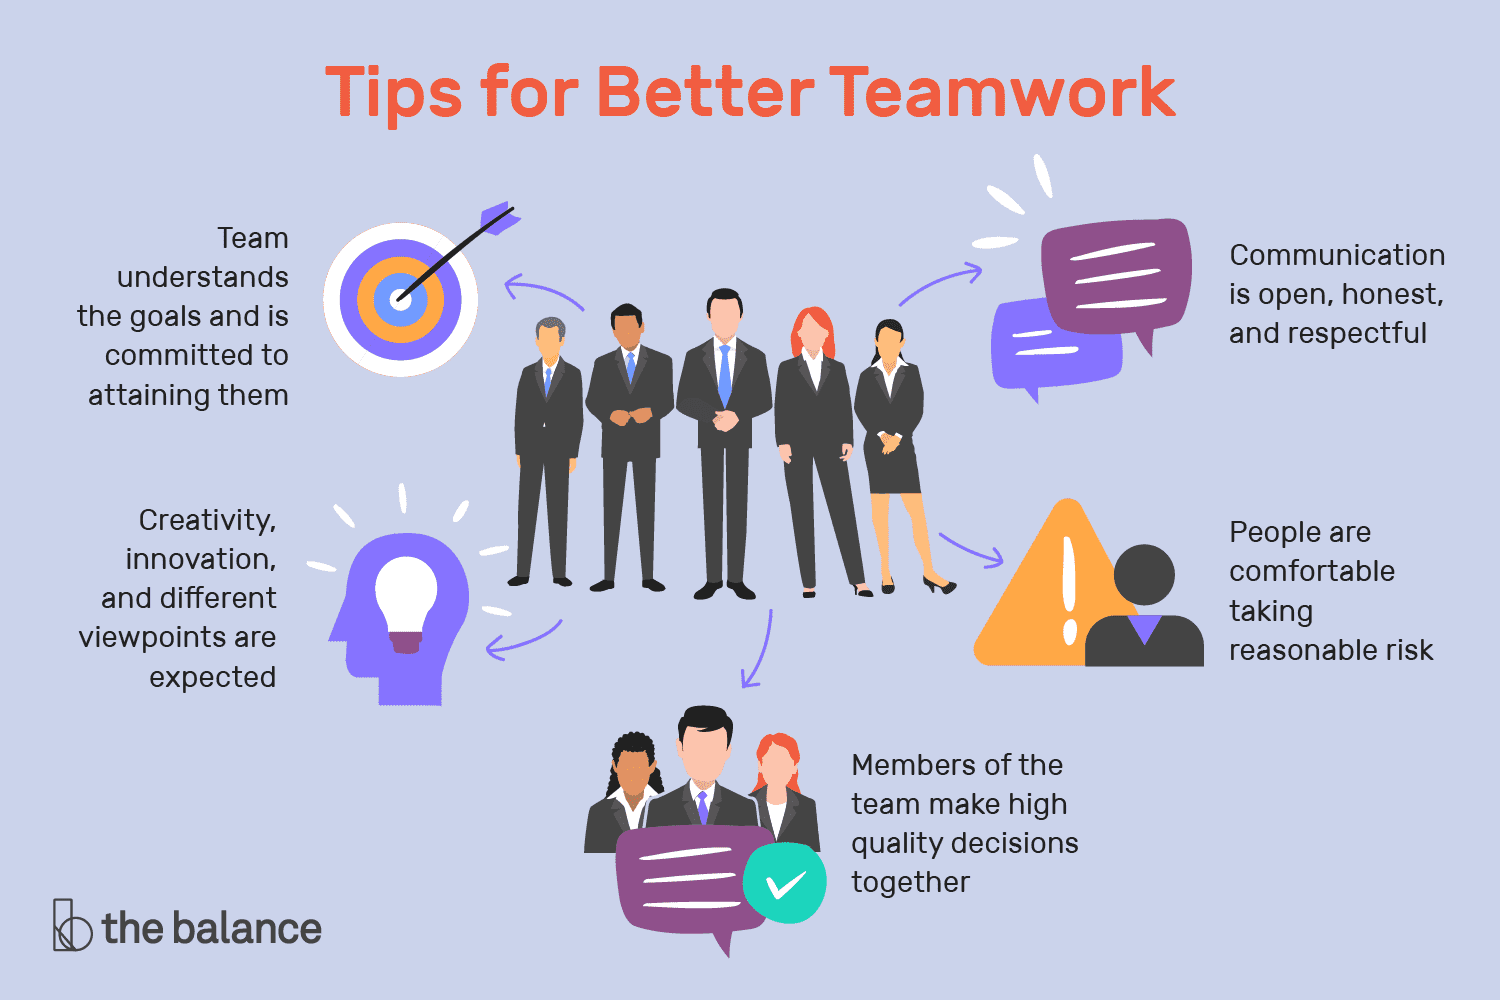 Tips for Better Teamwork
Team
understands
the goals and is
committed to
attaining them
Communication
is open, honest,
and respectful
Creativity,
innovation,
and different
viewpoints are
expected
People are
comfortable
taking
reasonable risk
Members of the
team make high
quality decisions
together
the balance